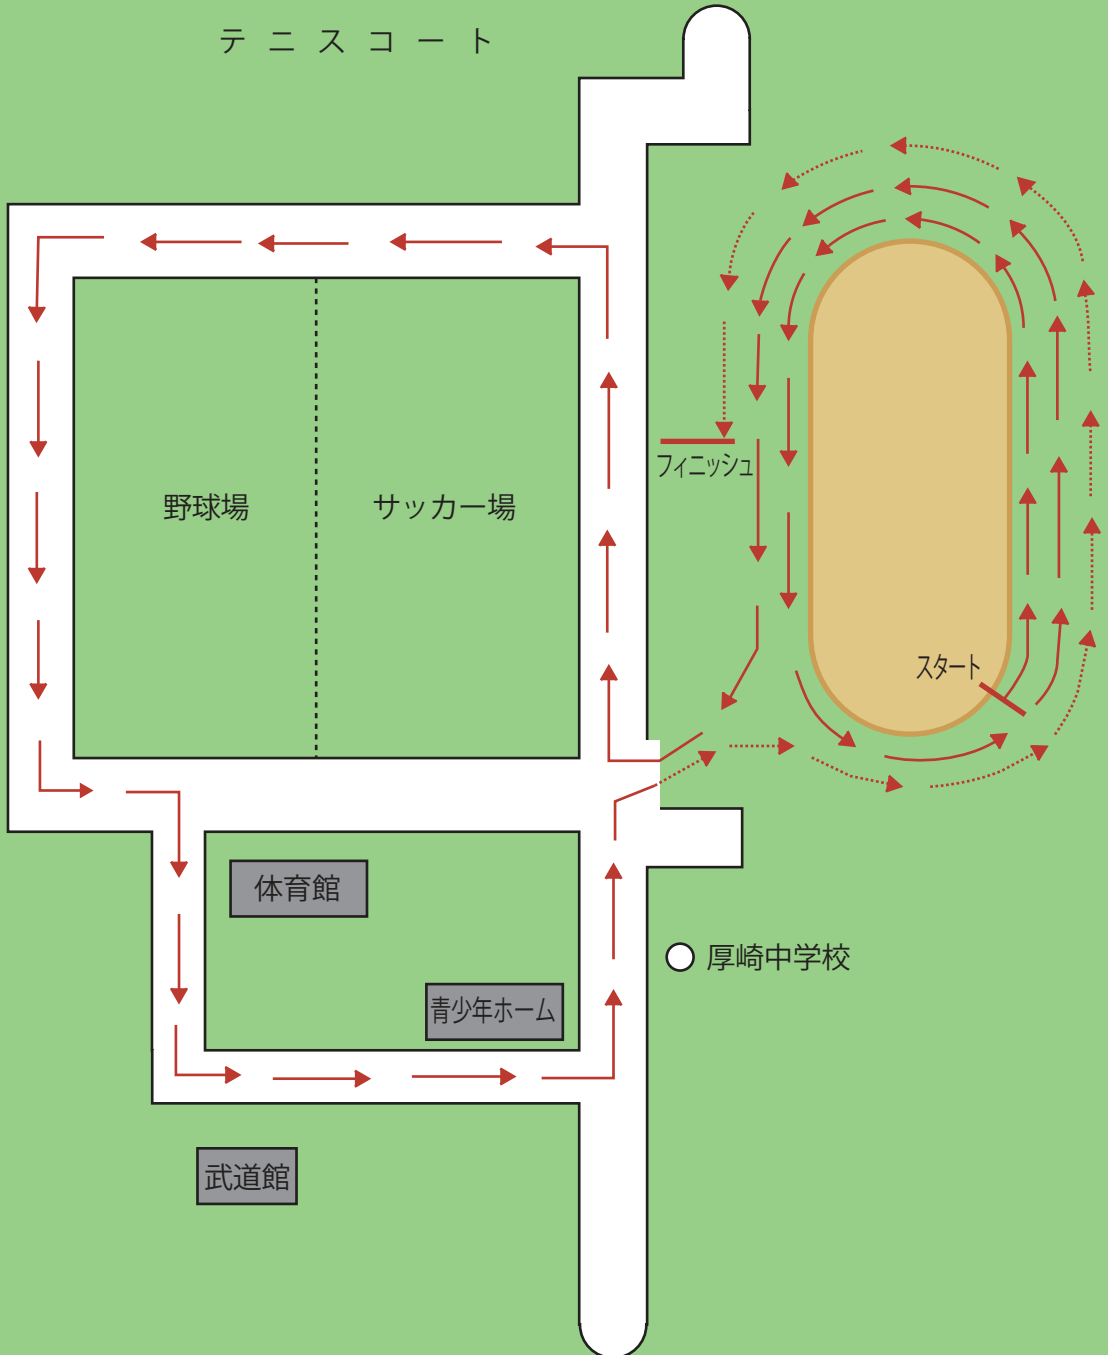 テニスコート
フィニッシュ
野球場
サッカー場
スタート
体育館
厚崎中学校
青少年ホーム
武道館